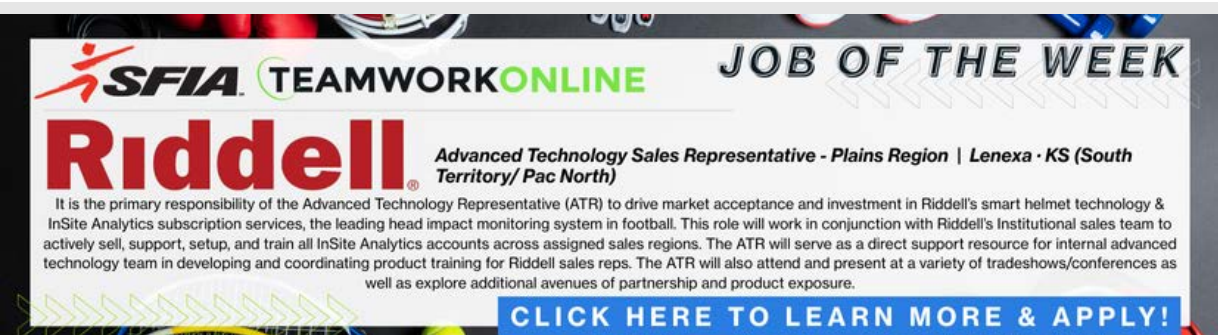 SFIA TEAMWORKONLINE
JOB OF THE WEEK
Riddell®
Advanced Technology Sales Representative - Plains Region | Lenexa · KS (South
Territory/ Pac North)
It is the primary responsibility of the Advanced Technology Representative (ATR) to drive market acceptance and investment in Riddell's smart helmet technology &
InSite Analytics subscription services, the leading head impact monitoring system in football. This role will work in conjunction with Riddell's Institutional sales team to
actively sell, support, setup, and train all InSite Analytics accounts across assigned sales regions. The ATR will serve as a direct support resource for internal advanced
technology team in developing and coordinating product training for Riddell sales reps. The ATR will also attend and present at a variety of tradeshows/conferences as
well as explore additional avenues of partnership and product exposure.
CLICK HERE TO LEARN MORE & APPLY!